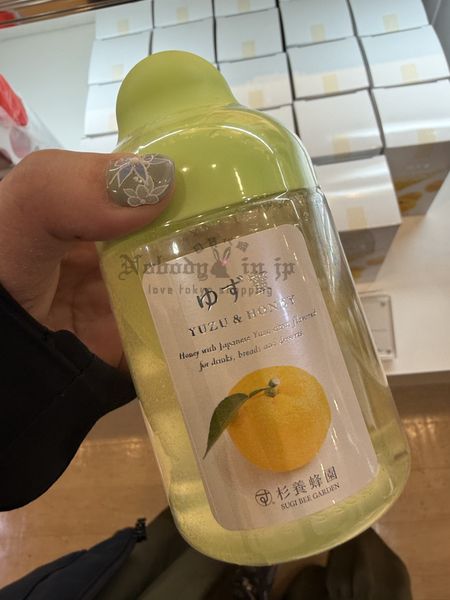 Nobody in jp
love tokyo shopping
ゆず蜜
YUZU & HONEY
Honey with Japanese Yuzu citrus flavored
for drinks, breads and deserts.
杉養蜂園
SUGI BEE GARDEN